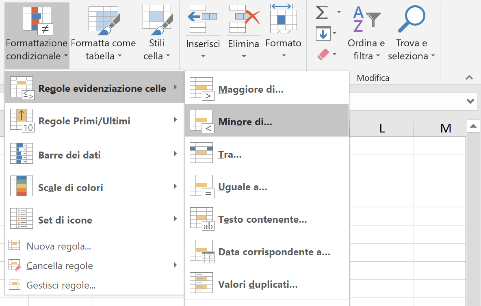 Formattazione condizionale
Formatta come tabella
Stili cella
Inserisci
Elimina
Formato
Ordina e filtra
Trova e seleziona
Modifica
Regole evidenziazione celle
Regole Primi/Ultimi
Barre dei dati
Scale di colori
Set di icone
Nuova regola...
Cancella regole
Gestisci regole...
Maggiore di...
Minore di...
Tra...
Uguale a...
Testo contenente...
Data corrispondente a...
Valori duplicati...
L M